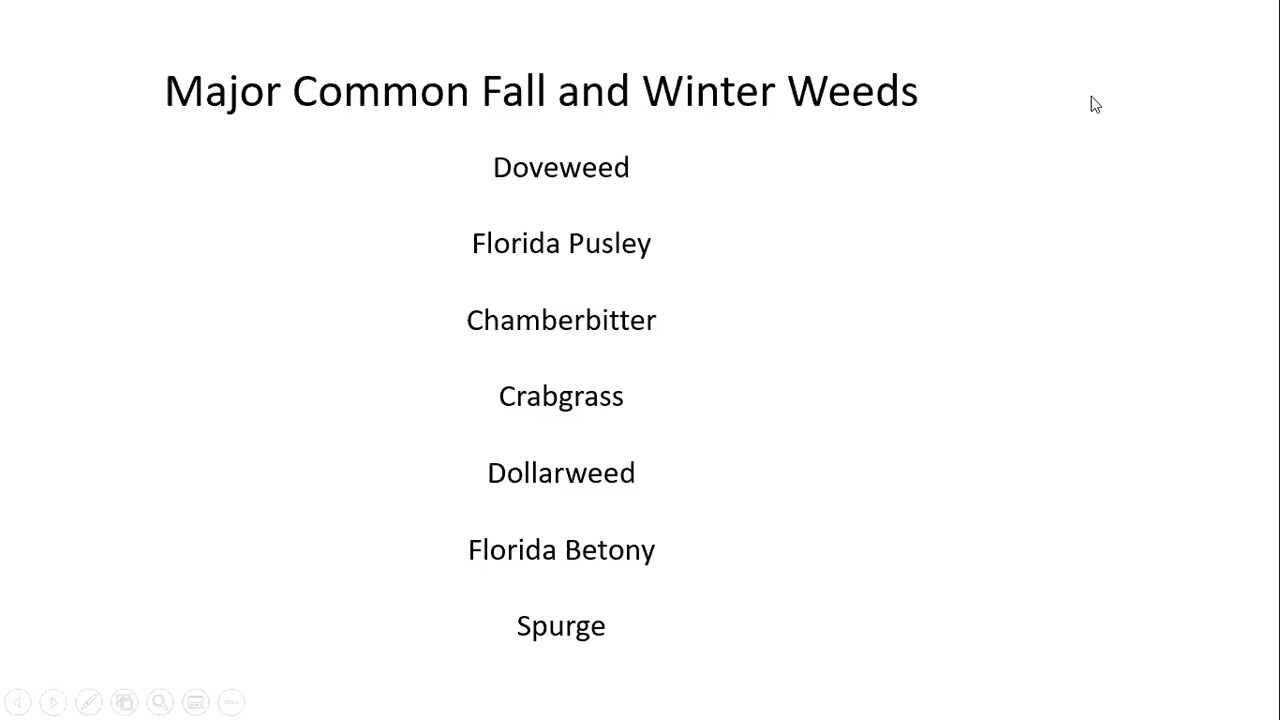 Major Common Fall and Winter Weeds
Doveweed
Florida Pusley
Chamberbitter
Crabgrass
Dollarweed
Florida Betony
Spurge